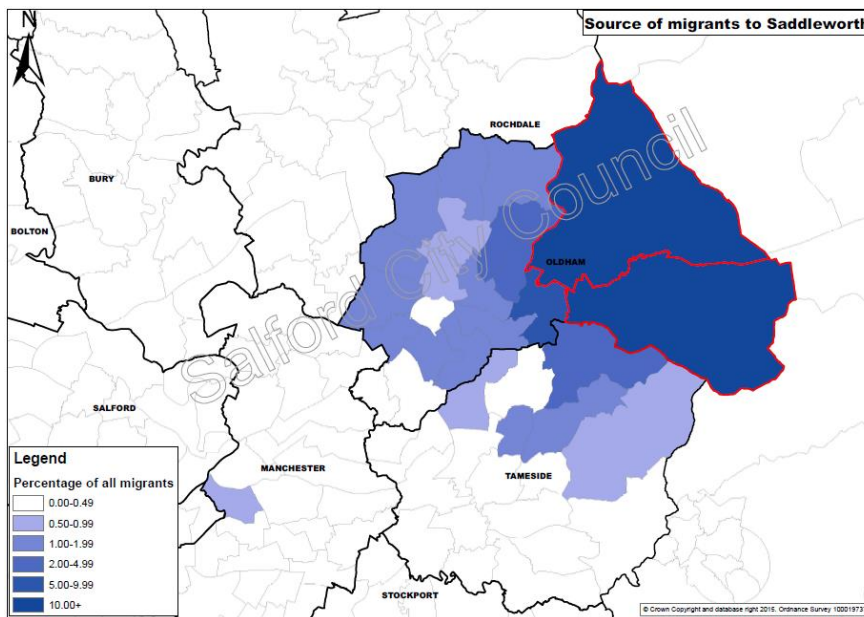 N
Source of migrants to Saddleworth
ROCHDALE
BURY
BOLTON
OLDHAM
Salford City Council
SALFORD
MANCHESTER
TAMESIDE
STOCKPORT
Legend
Percentage of all migrants
0.00-0.49
0.50-0.99
1.00-1.99
2.00-4.99
5.00-9.99
10.00+
© Crown Copyright and database right 2015. Ordnance Survey 10001973